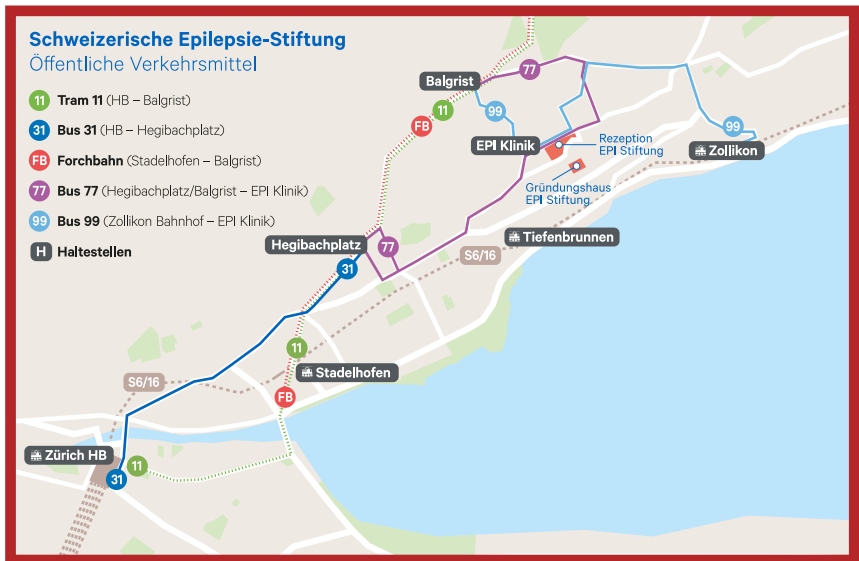 Schweizerische Epilepsie-Stiftung
Öffentliche Verkehrsmittel
11 Tram 11 (HB – Balgrist)
31 Bus 31 (HB – Hegibachplatz)
FB Forchbahn (Stadelhofen – Balgrist)
77 Bus 77 (Hegibachplatz/Balgrist – EPI Klinik)
99 Bus 99 (Zollikon Bahnhof – EPI Klinik)
H Haltestellen
77
Balgrist
11
99
FB
99
EPI Klinik
Rezeption
EPI Stiftung
Zollikon
Gründungshaus
EPI Stiftung
Hegibachplatz
77
Tiefenbrunnen
S6/16
31
11
Stadelhofen
S6/16
FB
Zürich HB
11
31